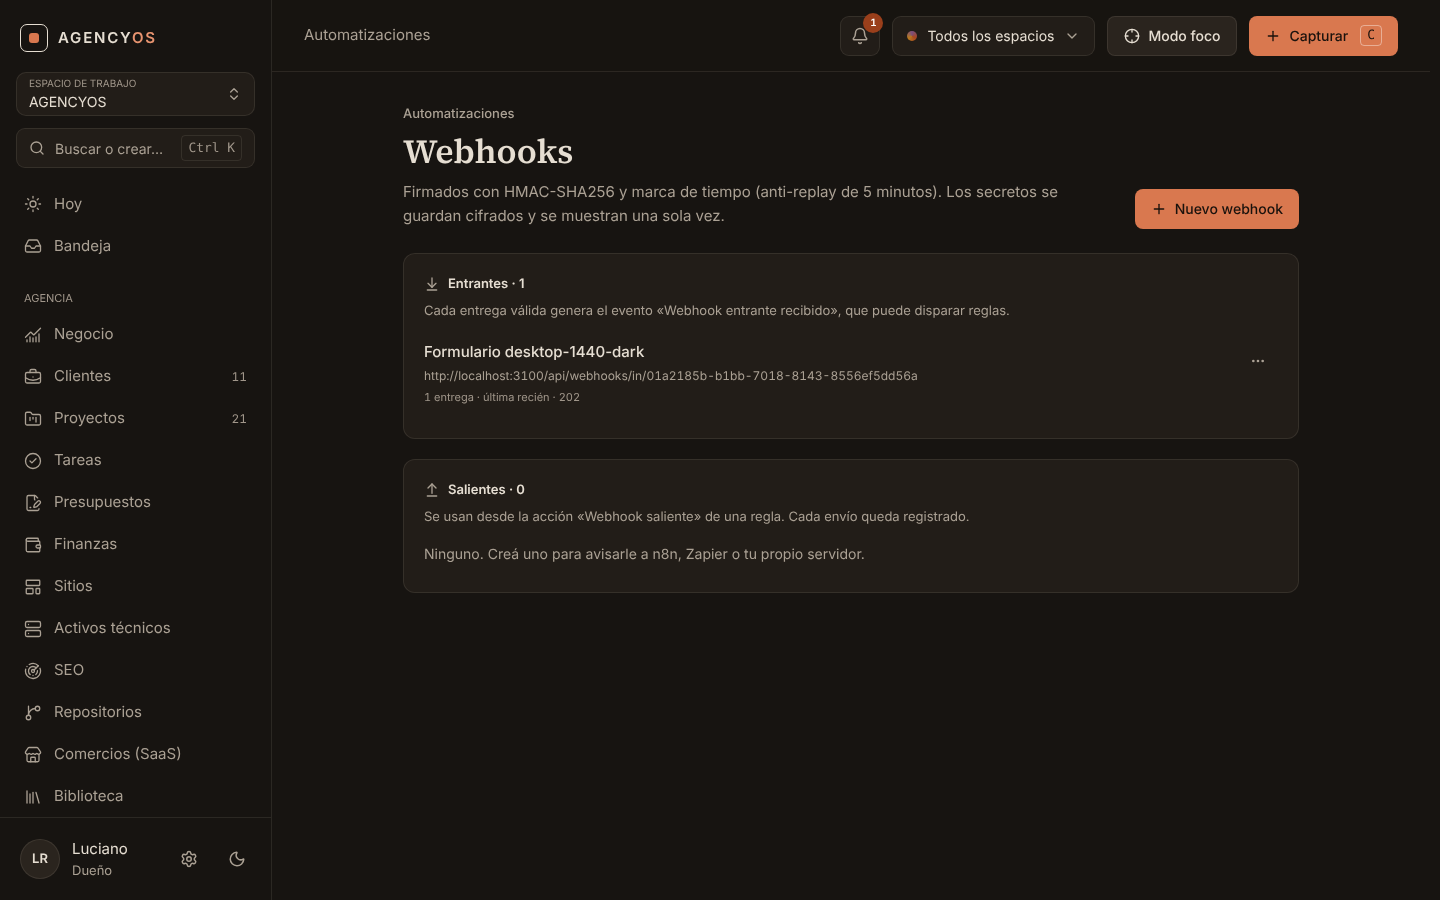 AGENCYOS
ESPACIO DE TRABAJO
AGENCYOS
Buscar o crear... Ctrl K
Hoy
Bandeja
AGENCIA
Negocio
Clientes 11
Proyectos 21
Tareas
Presupuestos
Finanzas
Sitios
Activos técnicos
SEO
Repositorios
Comercios (SaaS)
Biblioteca
LR
Luciano
Dueño
Automatizaciones
1
Todos los espacios
Modo foco
Capturar C
Automatizaciones
Webhooks
Firmados con HMAC-SHA256 y marca de tiempo (anti-replay de 5 minutos). Los secretos se
guardan cifrados y se muestran una sola vez.
Nuevo webhook
Entrantes · 1
Cada entrega válida genera el evento «Webhook entrante recibido», que puede disparar reglas.
Formulario desktop-1440-dark
http://localhost:3100/api/webhooks/in/01a2185b-b1bb-7018-8143-8556ef5dd56a
1 entrega · última recién · 202
Salientes · 0
Se usan desde la acción «Webhook saliente» de una regla. Cada envío queda registrado.
Ninguno. Creá uno para avisarle a n8n, Zapier o tu propio servidor.